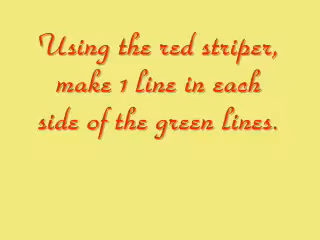 Using the red striper,
make 1 line in each
side of the green lines.